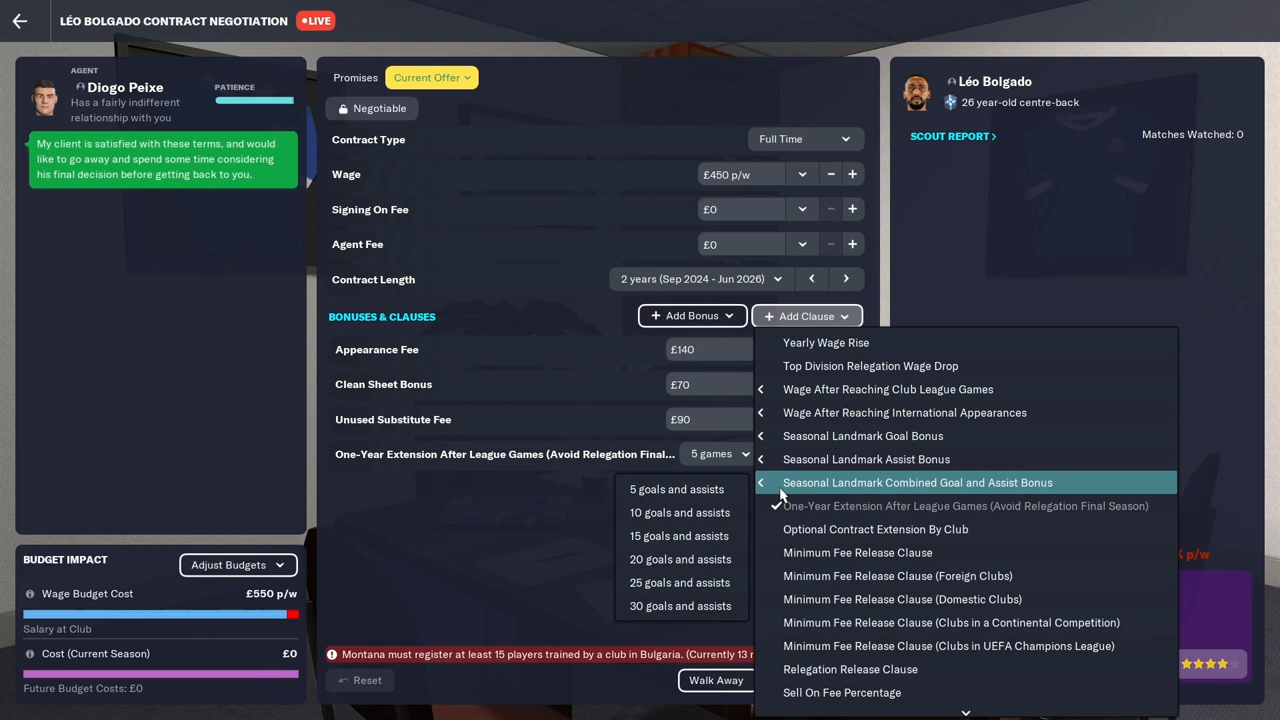 LÉO BOLGADO CONTRACT NEGOTIATION
LIVE
AGENT
Diogo Peixe
Has a fairly indifferent
relationship with you
PATIENCE
My client is satisfied with these terms, and would
like to go away and spend some time considering
his final decision before getting back to you.
Promises
Current Offer
Negotiable
Contract Type
Full Time
Wage
£450 p/w
Signing On Fee
£0
Agent Fee
£0
Contract Length
2 years (Sep 2024 - Jun 2026)
BONUSES & CLAUSES
Add Bonus
Add Clause
Appearance Fee
£140
Clean Sheet Bonus
£70
Unused Substitute Fee
£90
One-Year Extension After League Games (Avoid Relegation Final...
5 games
5 goals and assists
10 goals and assists
15 goals and assists
20 goals and assists
25 goals and assists
30 goals and assists
Yearly Wage Rise
Top Division Relegation Wage Drop
Wage After Reaching Club League Games
Wage After Reaching International Appearances
Seasonal Landmark Goal Bonus
Seasonal Landmark Assist Bonus
Seasonal Landmark Combined Goal and Assist Bonus
One-Year Extension After League Games (Avoid Relegation Final Season)
Optional Contract Extension By Club
Minimum Fee Release Clause
Minimum Fee Release Clause (Foreign Clubs)
Minimum Fee Release Clause (Domestic Clubs)
Minimum Fee Release Clause (Clubs in a Continental Competition)
Minimum Fee Release Clause (Clubs in UEFA Champions League)
Relegation Release Clause
Sell On Fee Percentage
Montana must register at least 15 players trained by a club in Bulgaria. (Currently 13
Reset
Walk Away
Léo Bolgado
26 year-old centre-back
SCOUT REPORT >
Matches Watched: 0
p/w
BUDGET IMPACT
Adjust Budgets
Wage Budget Cost
£550 p/w
Salary at Club
Cost (Current Season)
£0
Future Budget Costs: £0